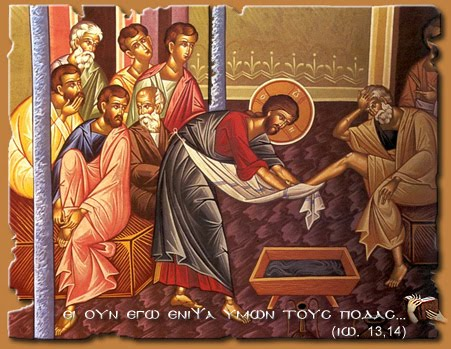 ει ουν εγω ενιψα υμων τους ποδας...
(ιω. 13,14)